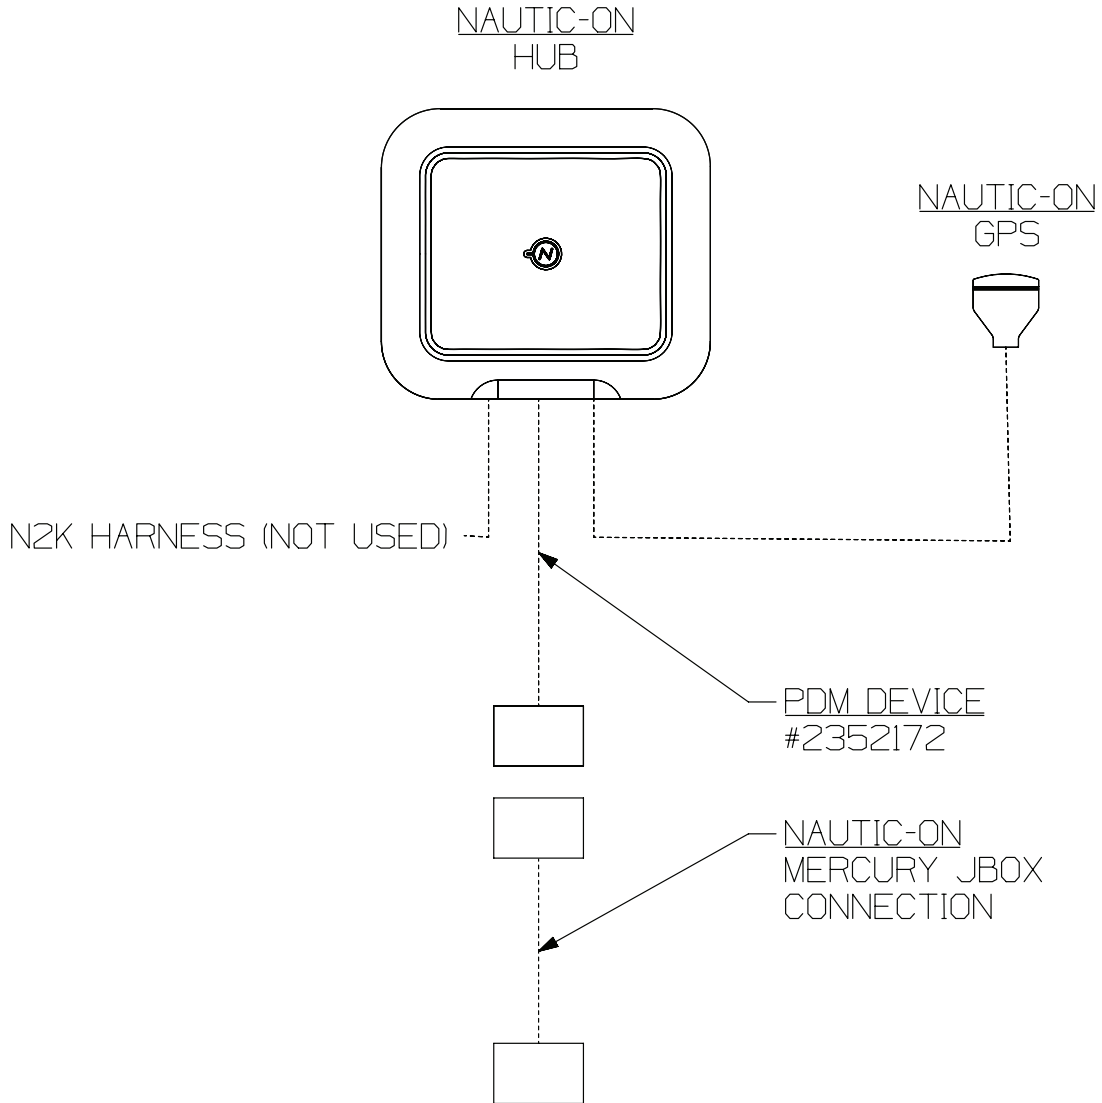 NAUTIC-ON
HUB
NAUTIC-ON
GPS
N
N2K HARNESS (NOT USED)
PDM DEVICE
#2352172
NAUTIC-ON
MERCURY JBOX
CONNECTION